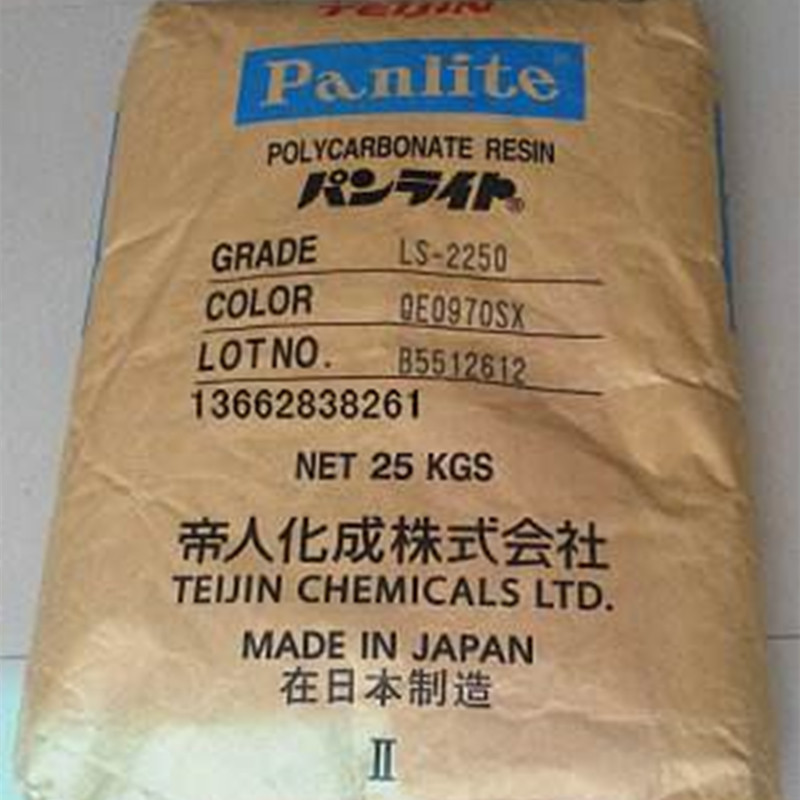 TEIJIN
Panlite®
POLYCARBONATE RESIN
パンライト®
GRADE LS-2250
COLOR QE0970SX
LOT NO. B5512612
13662838261
NET 25 KGS
帝人化成株式会社
TEIJIN CHEMICALS LTD.
MADE IN JAPAN
在日本制造
II